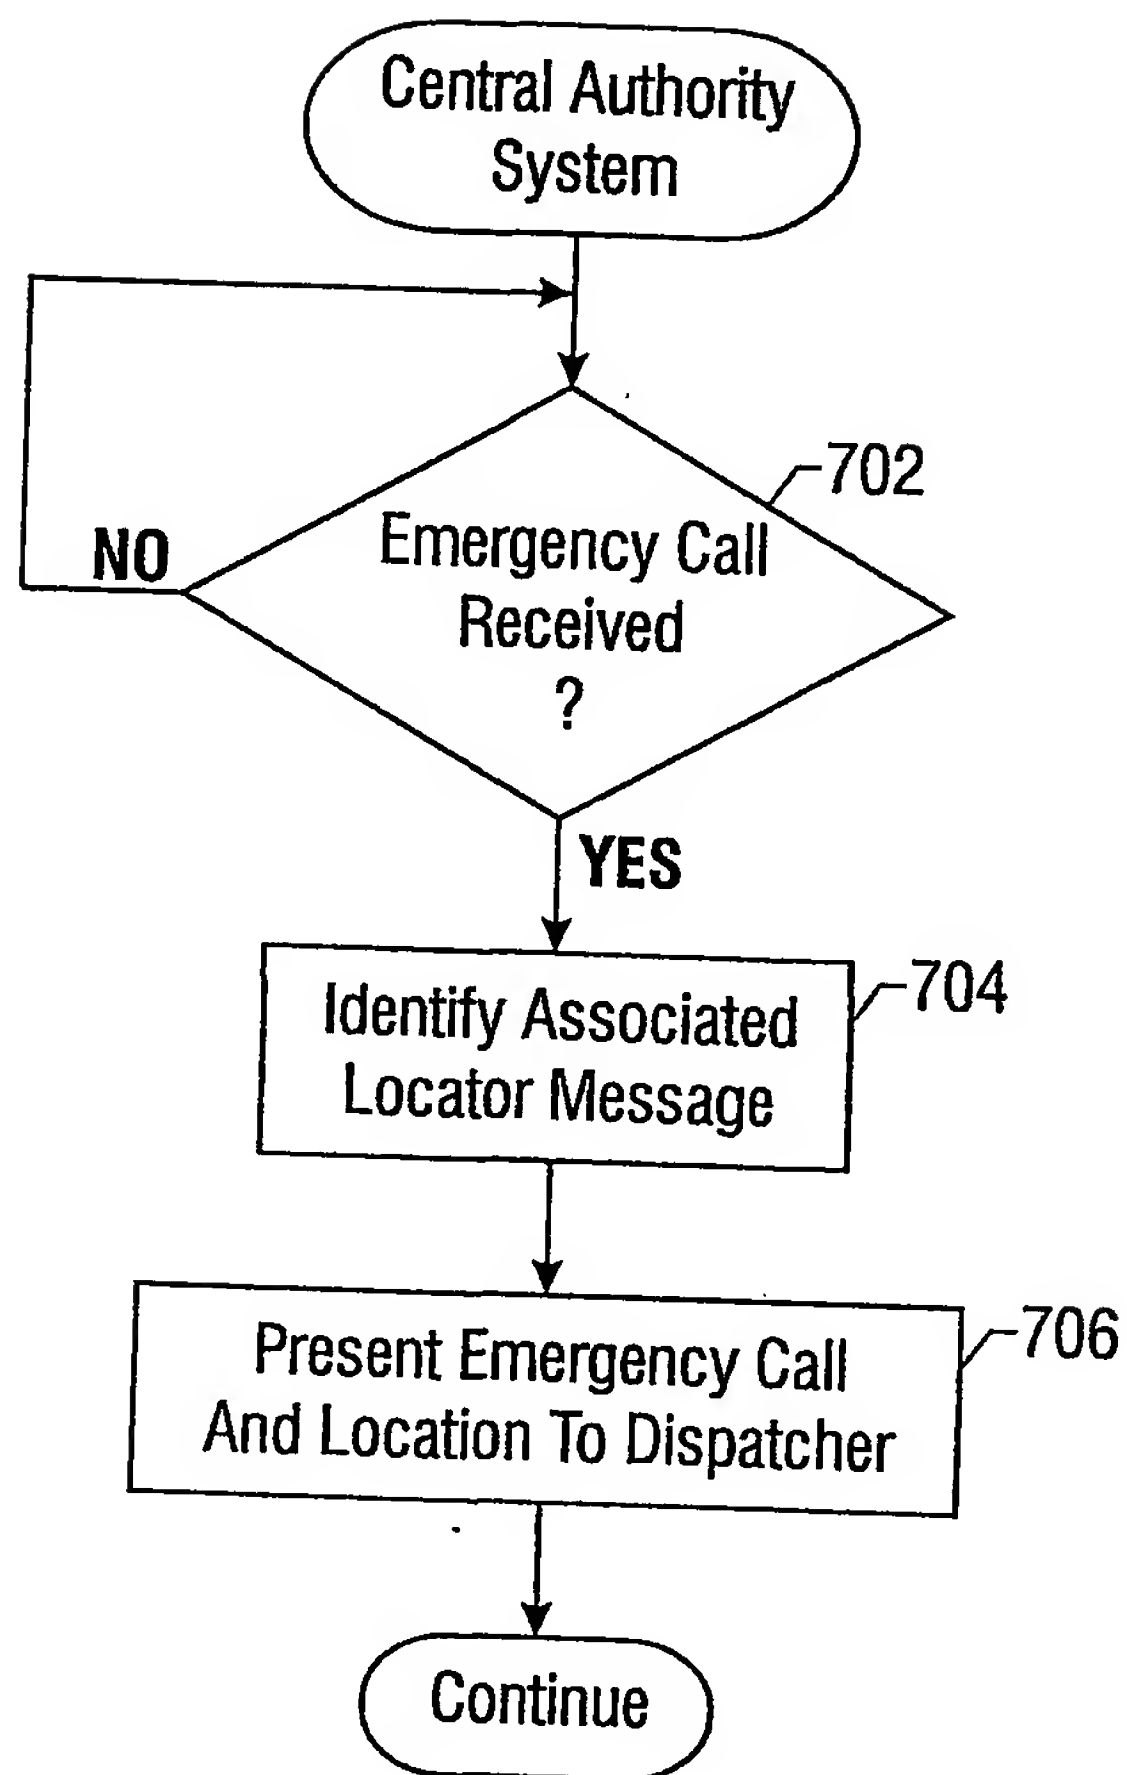 Central Authority
System
702
Emergency Call
Received
?
NO
YES
704
Identify Associated
Locator Message
706
Present Emergency Call
And Location To Dispatcher
Continue